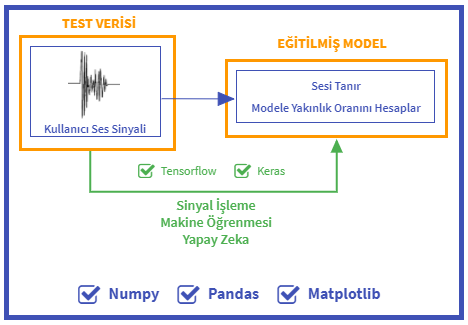 TEST VERİSİ
EĞİTİLMİŞ MODEL
Kullanıcı Ses Sinyali
Sesi Tanır
Modele Yakınlık Oranını Hesaplar
Tensorflow
Keras
Sinyal İşleme
Makine Öğrenmesi
Yapay Zeka
Numpy
Pandas
Matplotlib